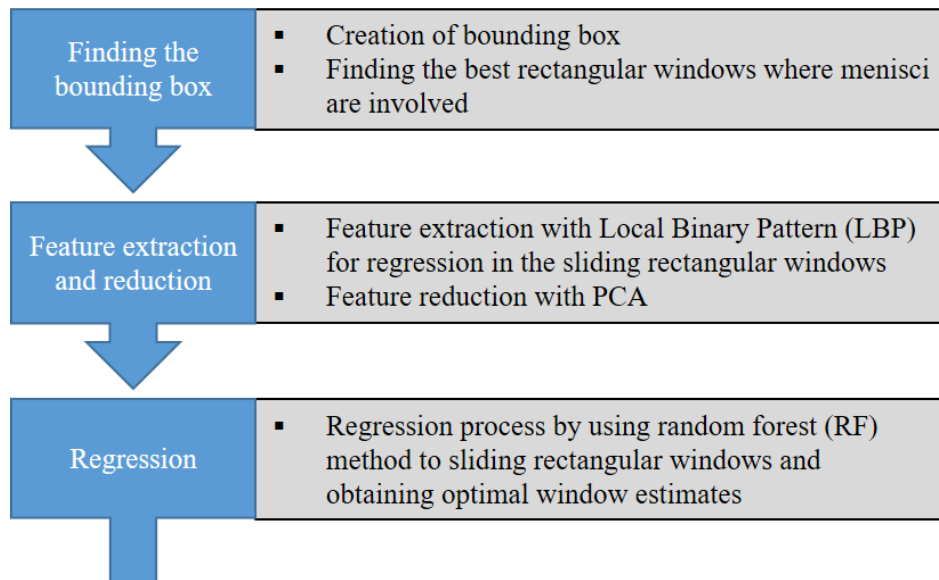 Finding the
bounding box
▪ Creation of bounding box
▪ Finding the best rectangular windows where menisci
are involved
Feature extraction
and reduction
▪ Feature extraction with Local Binary Pattern (LBP)
for regression in the sliding rectangular windows
▪ Feature reduction with PCA
Regression
▪ Regression process by using random forest (RF)
method to sliding rectangular windows and
obtaining optimal window estimates